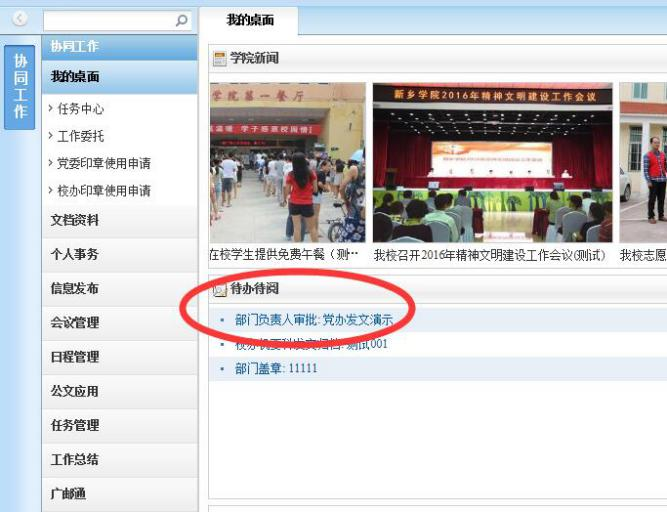 我的桌面
协同工作
协同工作
我的桌面
任务中心
工作委托
党委印章使用申请
校办印章使用申请
文档资料
个人事务
信息发布
会议管理
日程管理
公文应用
任务管理
工作总结
广邮通
学院新闻
学院第一餐厅
新乡学院2016年精神文明建设工作会议
在校学生提供免费午餐（测…
我校召开2016年精神文明建设工作会议(测试)
我校志愿
待办待阅
部门负责人审批: 党办发文演示
校办机要科发文归档: 测试001
部门盖章: 11111